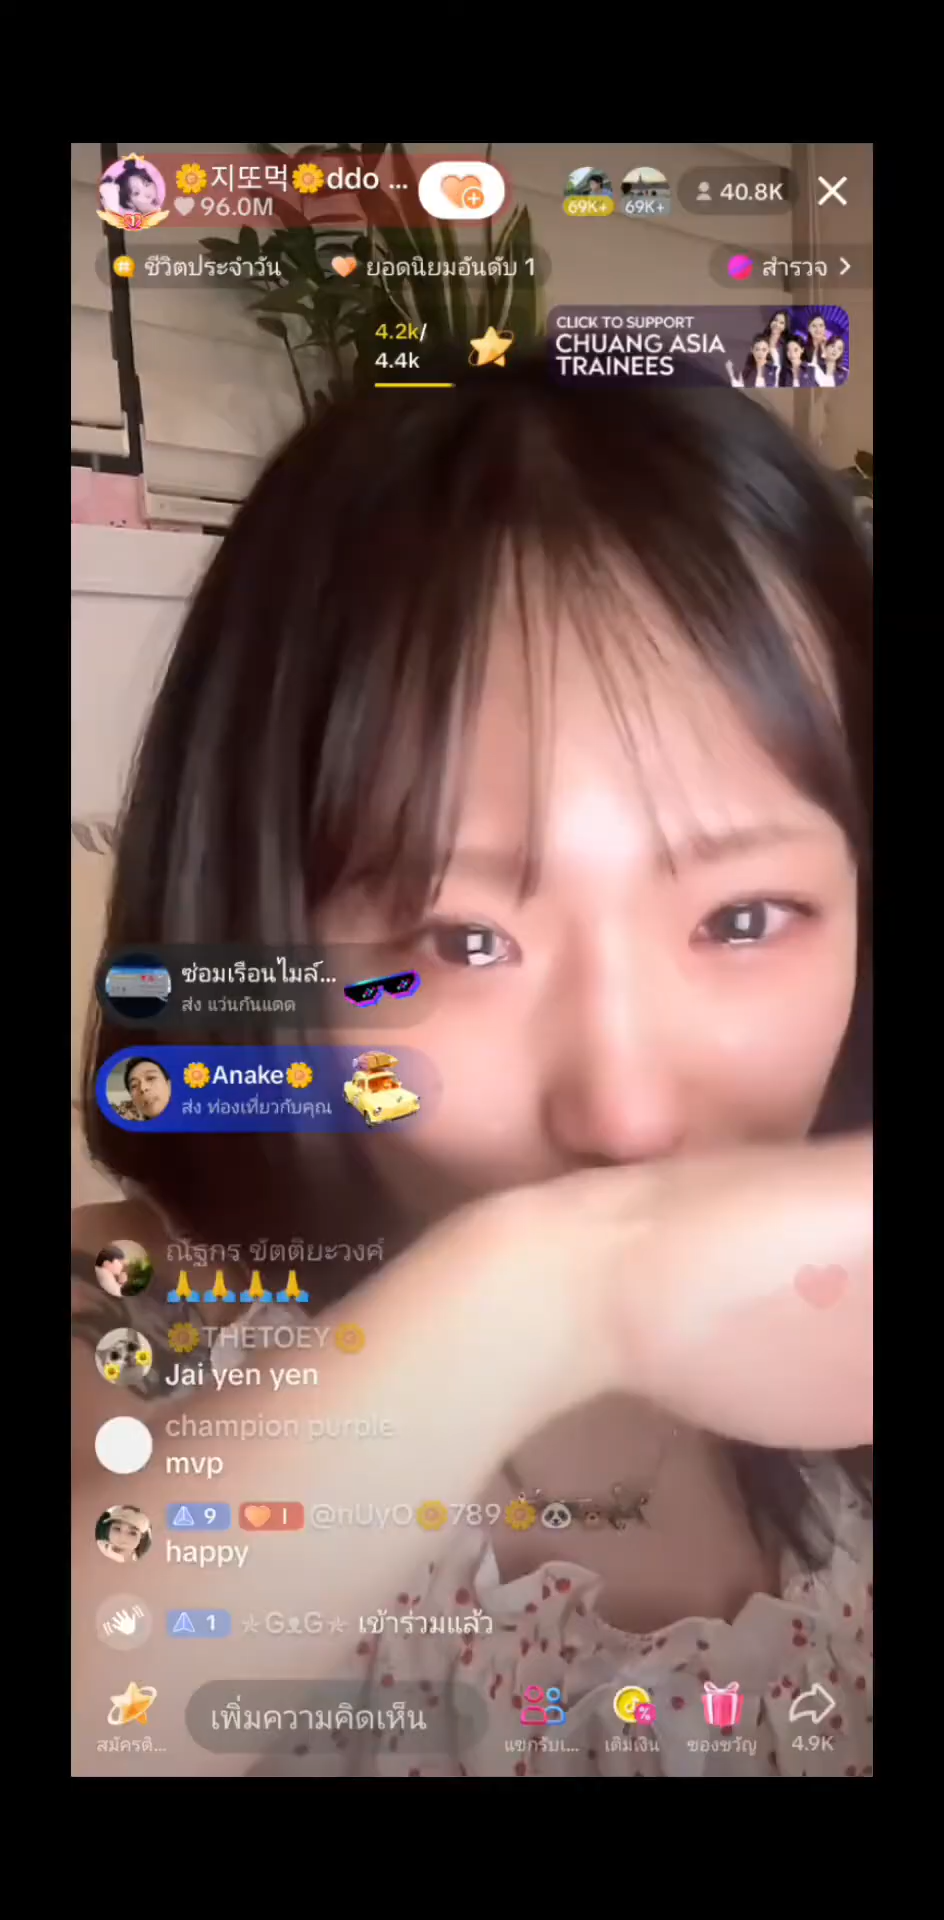 🌼지또먹🌼ddo ...
96.0M
69K+
69K+
40.8K
ชีวิตประจำวัน
ยอดนิยมอันดับ 1
สำรวจ >
4.2k/
4.4k
CLICK TO SUPPORT
CHUANG ASIA
TRAINEES
ซ่อมเรือนไมล์...
ส่ง แว่นกันแดด
🌼Anake🌼
ส่ง ท่องเที่ยวกับคุณ
ณัฐกร ขัตติยะวงค์
🙏🙏🙏🙏
🌼THETOEY🌼
Jai yen yen
champion purple
mvp
9 I @nUyO🌼789🌼🐼
happy
1 ✯GᴥG✯ เข้าร่วมแล้ว
เพิ่มความคิดเห็น
สมัครติ...
แขกรับเ...
เติมเงิน
ของขวัญ
4.9K